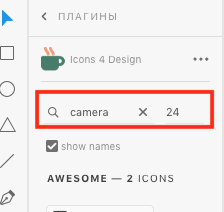 ПЛАГИНЫ
Icons 4 Design
camera 24
show names
AWESOME — 2 ICONS